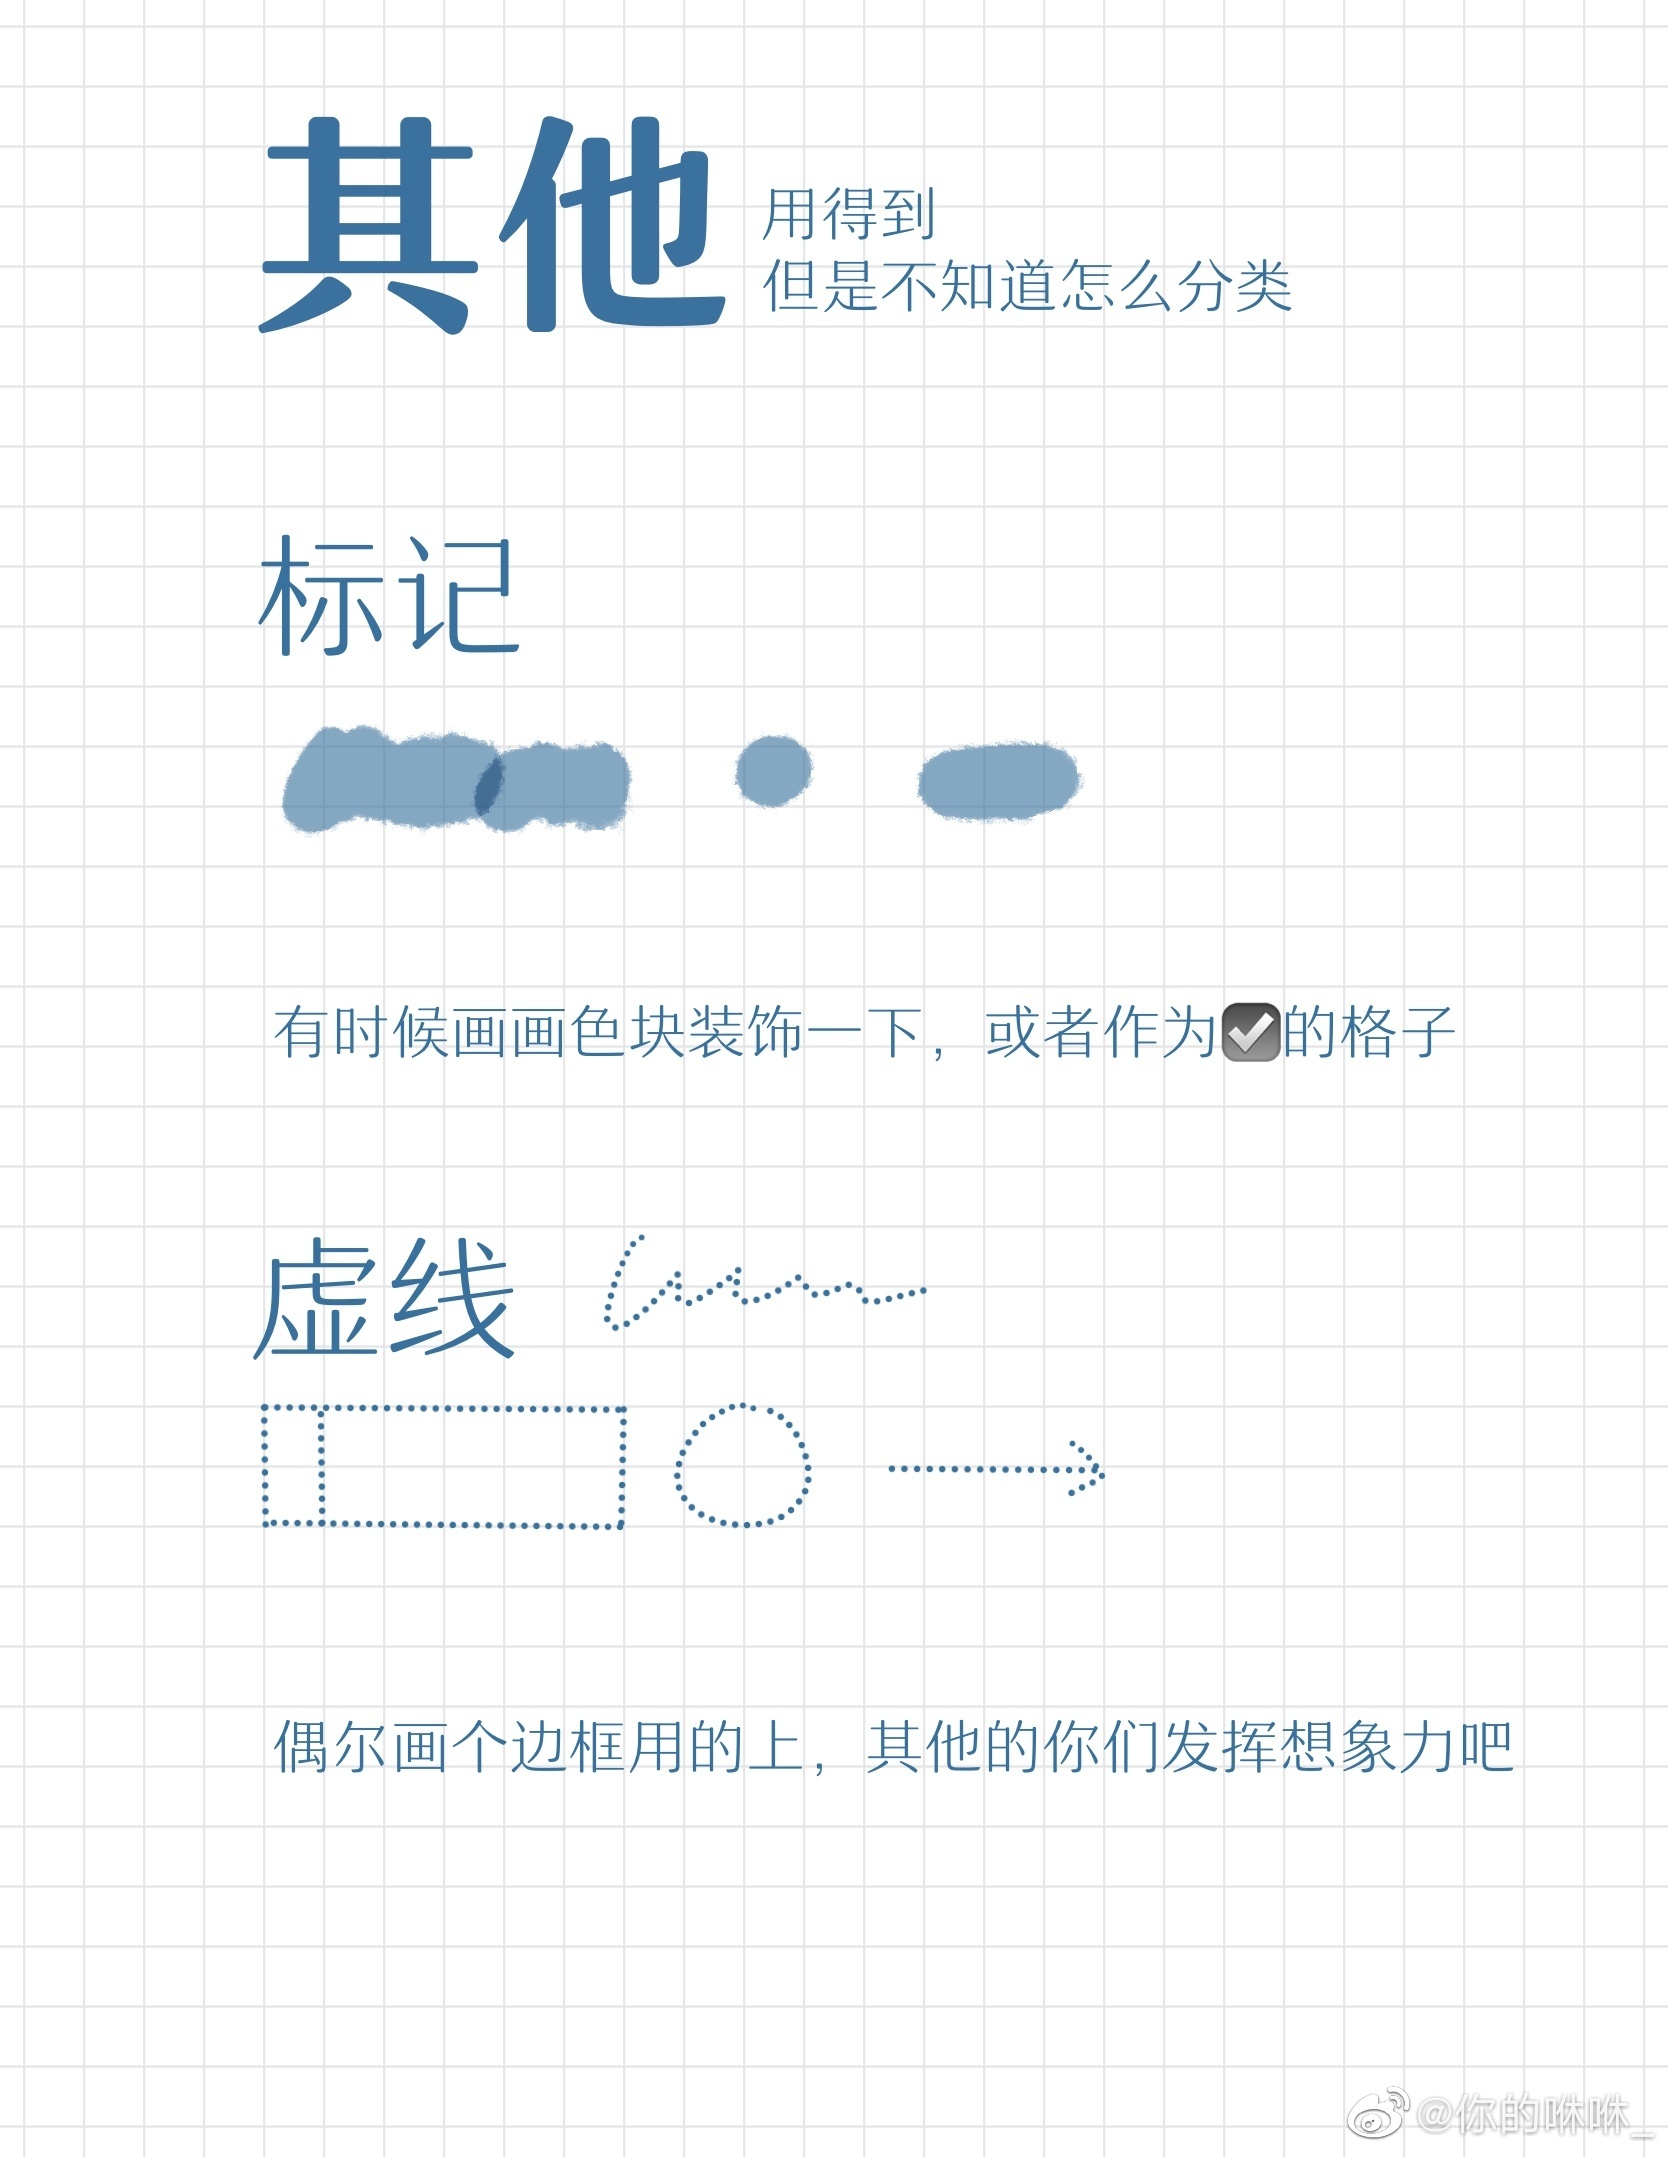 其他
用得到
但是不知道怎么分类
标记
有时候画画色块装饰一下，或者作为☑的格子
虚线
偶尔画个边框用的上，其他的你们发挥想象力吧
@你的咻咻_